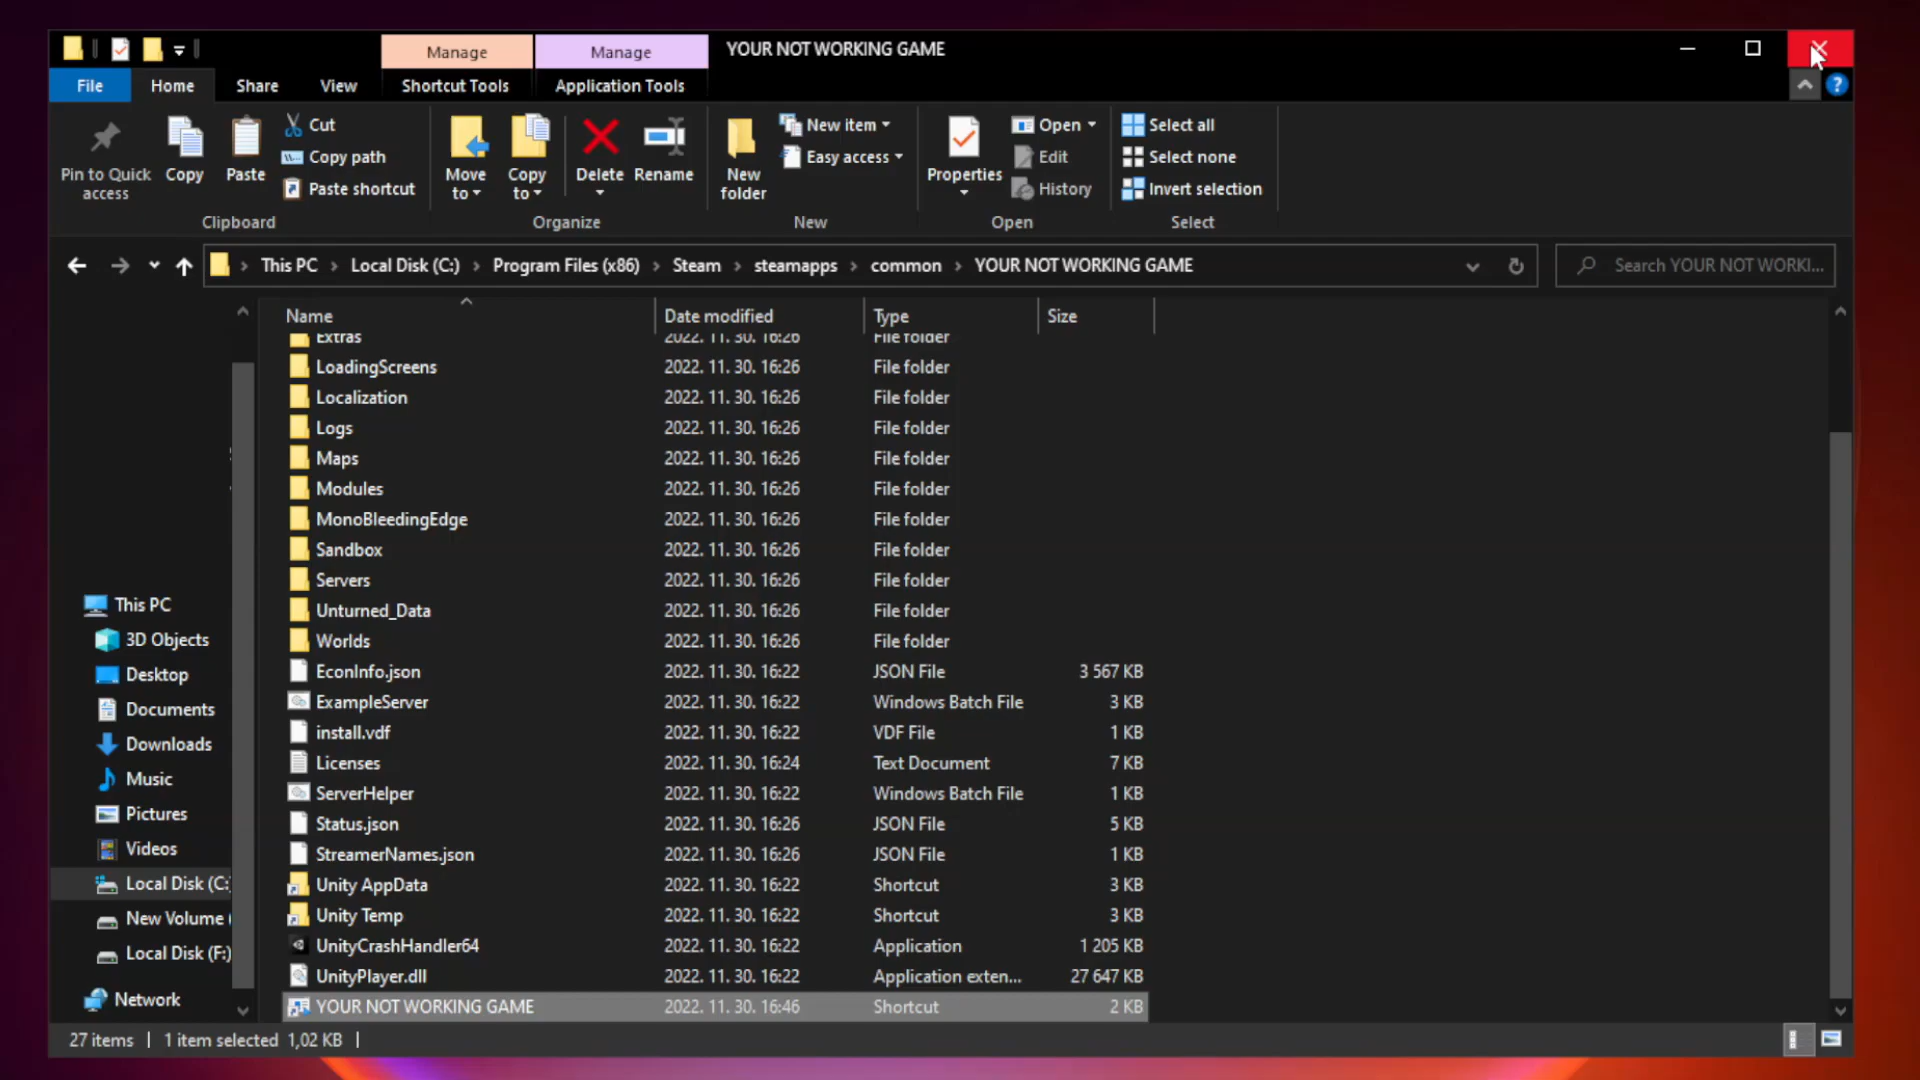 Manage
Manage
YOUR NOT WORKING GAME
File
Home
Share
View
Shortcut Tools
Application Tools
Pin to Quick access
Copy
Paste
Cut
Copy path
Paste shortcut
Clipboard
Move to
Copy to
Delete
Rename
Organize
New folder
New item
Easy access
New
Properties
Open
Edit
History
Open
Select all
Select none
Invert selection
Select
This PC > Local Disk (C:) > Program Files (x86) > Steam > steamapps > common > YOUR NOT WORKING GAME
Search YOUR NOT WORKI...
Name Date modified Type Size
Extras 2022. 11. 30. 16:26 File folder
LoadingScreens 2022. 11. 30. 16:26 File folder
Localization 2022. 11. 30. 16:26 File folder
Logs 2022. 11. 30. 16:26 File folder
Maps 2022. 11. 30. 16:26 File folder
Modules 2022. 11. 30. 16:26 File folder
MonoBleedingEdge 2022. 11. 30. 16:26 File folder
Sandbox 2022. 11. 30. 16:26 File folder
Servers 2022. 11. 30. 16:26 File folder
Unturned_Data 2022. 11. 30. 16:26 File folder
Worlds 2022. 11. 30. 16:26 File folder
EconInfo.json 2022. 11. 30. 16:22 JSON File 3 567 KB
ExampleServer 2022. 11. 30. 16:22 Windows Batch File 3 KB
install.vdf 2022. 11. 30. 16:22 VDF File 1 KB
Licenses 2022. 11. 30. 16:24 Text Document 7 KB
ServerHelper 2022. 11. 30. 16:22 Windows Batch File 1 KB
Status.json 2022. 11. 30. 16:26 JSON File 5 KB
StreamerNames.json 2022. 11. 30. 16:26 JSON File 1 KB
Unity AppData 2022. 11. 30. 16:22 Shortcut 3 KB
Unity Temp 2022. 11. 30. 16:22 Shortcut 3 KB
UnityCrashHandler64 2022. 11. 30. 16:22 Application 1 205 KB
UnityPlayer.dll 2022. 11. 30. 16:22 Application exten... 27 647 KB
YOUR NOT WORKING GAME 2022. 11. 30. 16:46 Shortcut 2 KB
This PC
3D Objects
Desktop
Documents
Downloads
Music
Pictures
Videos
Local Disk (C:)
New Volume (
Local Disk (F:)
Network
27 items | 1 item selected 1,02 KB |